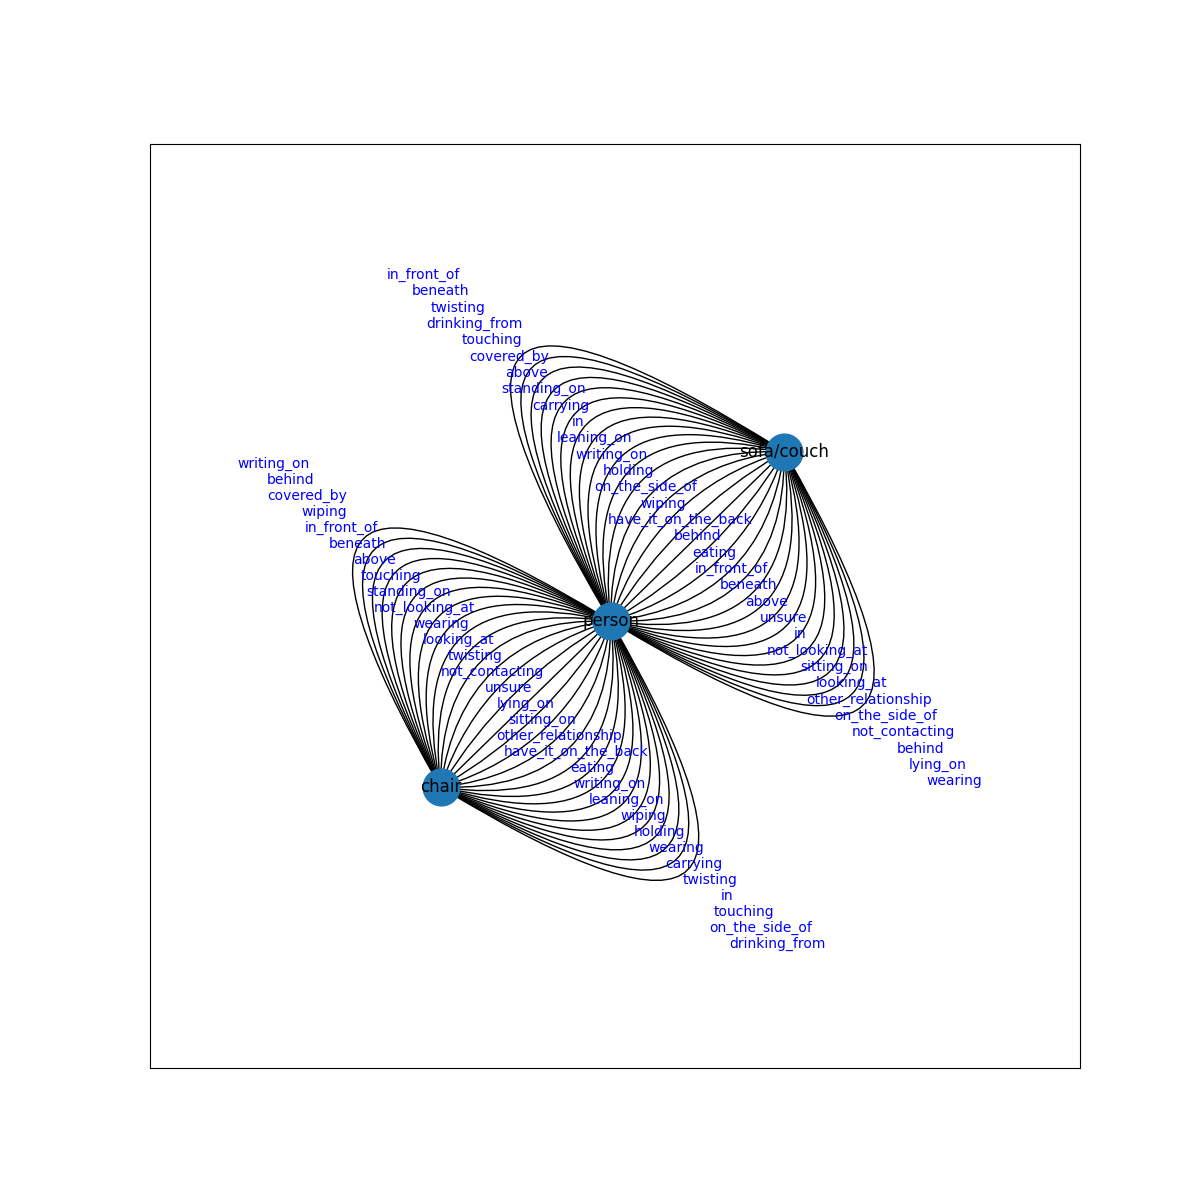 in_front_of
beneath
twisting
drinking_from
touching
covered_by
above
standing_on
carrying
in
leaning_on
writing_on
holding
on_the_side_of
wiping
have_it_on_the_back
behind
eating
in_front_of
beneath
above
unsure
in
not_looking_at
sitting_on
looking_at
other_relationship
on_the_side_of
not_contacting
behind
lying_on
wearing
sofa/couch
person
chair
writing_on
behind
covered_by
wiping
in_front_of
beneath
above
touching
standing_on
not_looking_at
wearing
looking_at
twisting
not_contacting
unsure
lying_on
sitting_on
other_relationship
have_it_on_the_back
eating
writing_on
leaning_on
wiping
holding
wearing
carrying
twisting
in
touching
on_the_side_of
drinking_from